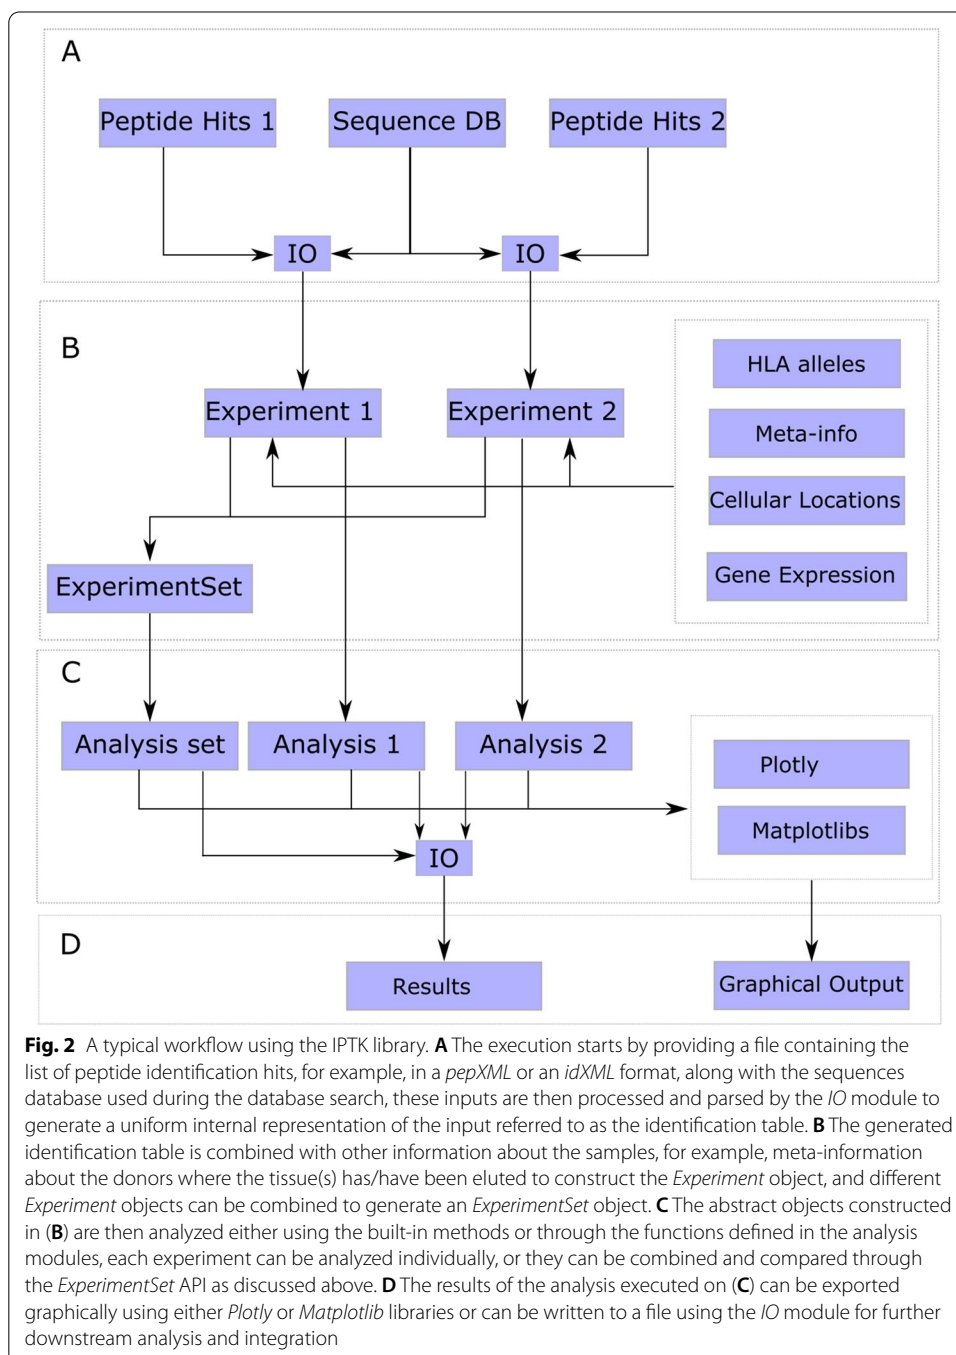 A
Peptide Hits 1
Sequence DB
Peptide Hits 2
IO
IO
B
HLA alleles
Experiment 1
Experiment 2
Meta-info
Cellular Locations
Gene Expression
ExperimentSet
C
Analysis set
Analysis 1
Analysis 2
Plotly
Matplotlibs
IO
D
Results
Graphical Output
Fig. 2 A typical workflow using the IPTK library. A The execution starts by providing a file containing the
list of peptide identification hits, for example, in a pepXML or an idXML format, along with the sequences
database used during the database search, these inputs are then processed and parsed by the IO module to
generate a uniform internal representation of the input referred to as the identification table. B The generated
identification table is combined with other information about the samples, for example, meta-information
about the donors where the tissue(s) has/have been eluted to construct the Experiment object, and different
Experiment objects can be combined to generate an ExperimentSet object. C The abstract objects constructed
in (B) are then analyzed either using the built-in methods or through the functions defined in the analysis
modules, each experiment can be analyzed individually, or they can be combined and compared through
the ExperimentSet API as discussed above. D The results of the analysis executed on (C) can be exported
graphically using either Plotly or Matplotlib libraries or can be written to a file using the IO module for further
downstream analysis and integration